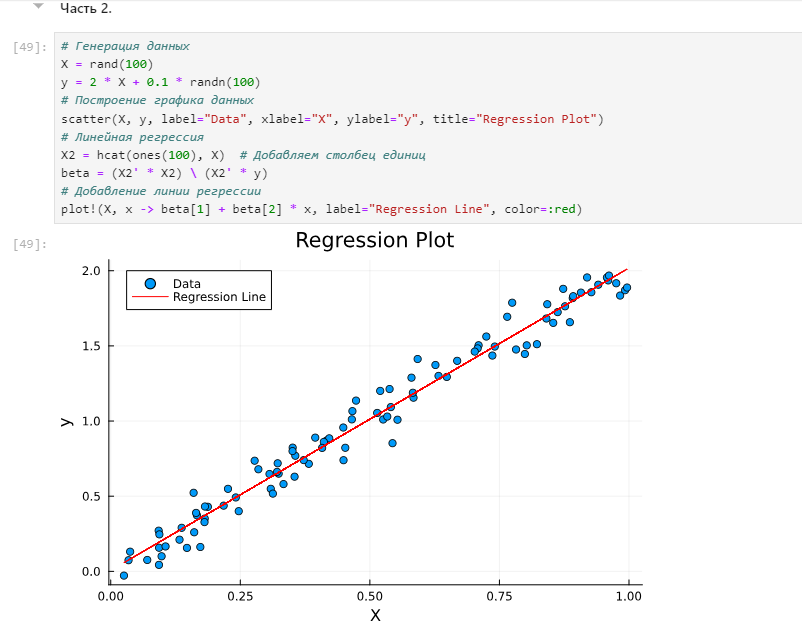 Часть 2.
[49]:
# Генерация данных
X = rand(100)
y = 2 * X + 0.1 * randn(100)
# Построение графика данных
scatter(X, y, label="Data", xlabel="X", ylabel="y", title="Regression Plot")
# Линейная регрессия
X2 = hcat(ones(100), X)  # Добавляем столбец единиц
beta = (X2' * X2) \ (X2' * y)
# Добавление линии регрессии
plot!(X, x -> beta[1] + beta[2] * x, label="Regression Line", color=:red)
[49]:
Regression Plot
Data
Regression Line
2.0
1.5
1.0
0.5
0.0
y
0.00 0.25 0.50 0.75 1.00
X